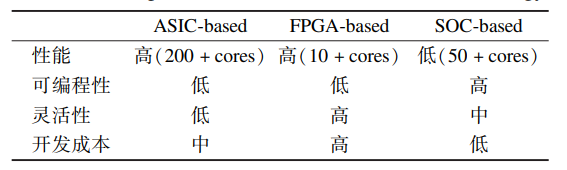 ASIC-based FPGA-based SOC-based
性能 高(200 + cores) 高(10 + cores) 低(50 + cores)
可编程性 低 低 高
灵活性 低 高 中
开发成本 中 高 低